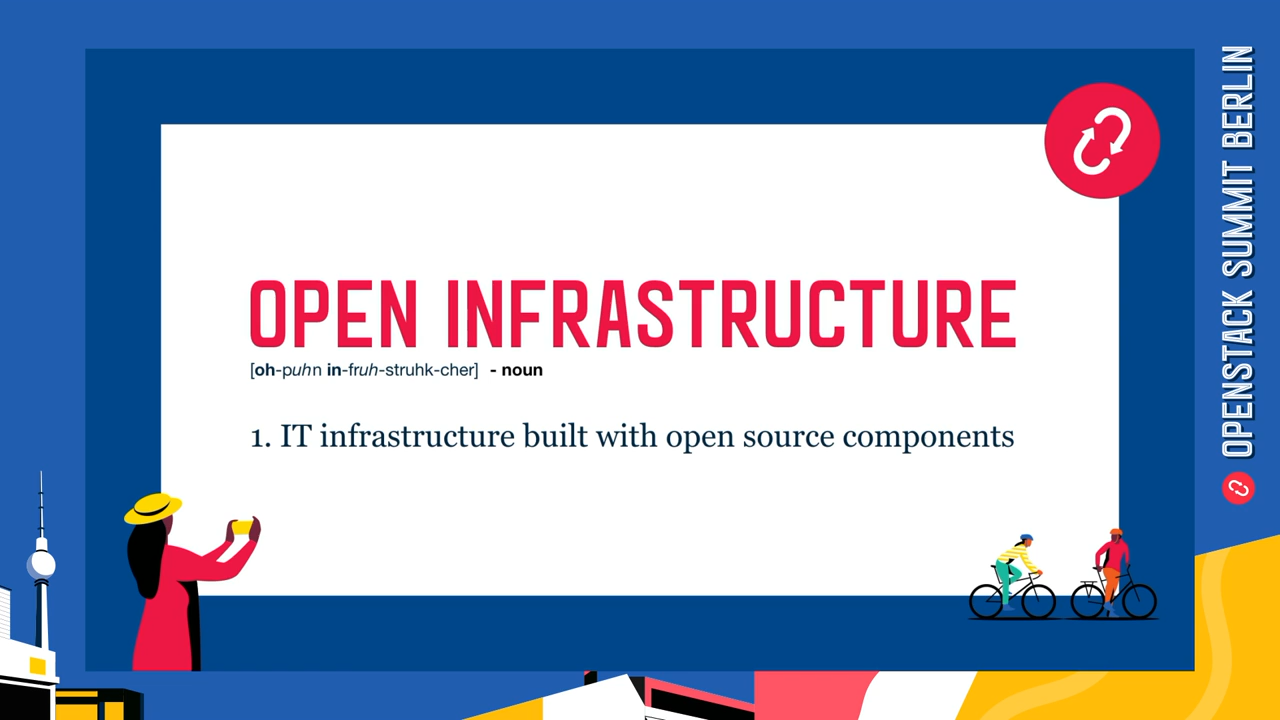 OPEN INFRASTRUCTURE
[oh-puhn in-fruh-struhk-cher] - noun
1. IT infrastructure built with open source components
OPENSTACK SUMMIT BERLIN